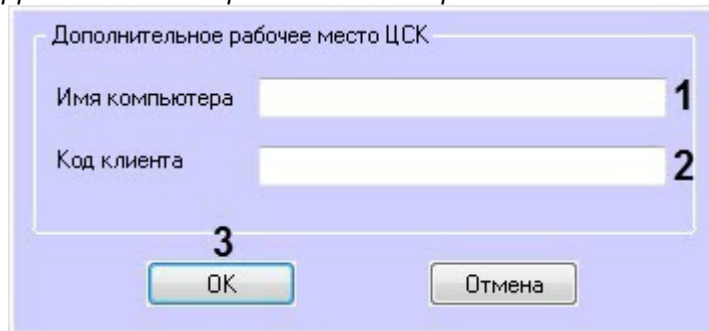 Дополнительное рабочее место ЦСК
Имя компьютера 1
Код клиента 2
3
OK Отмена